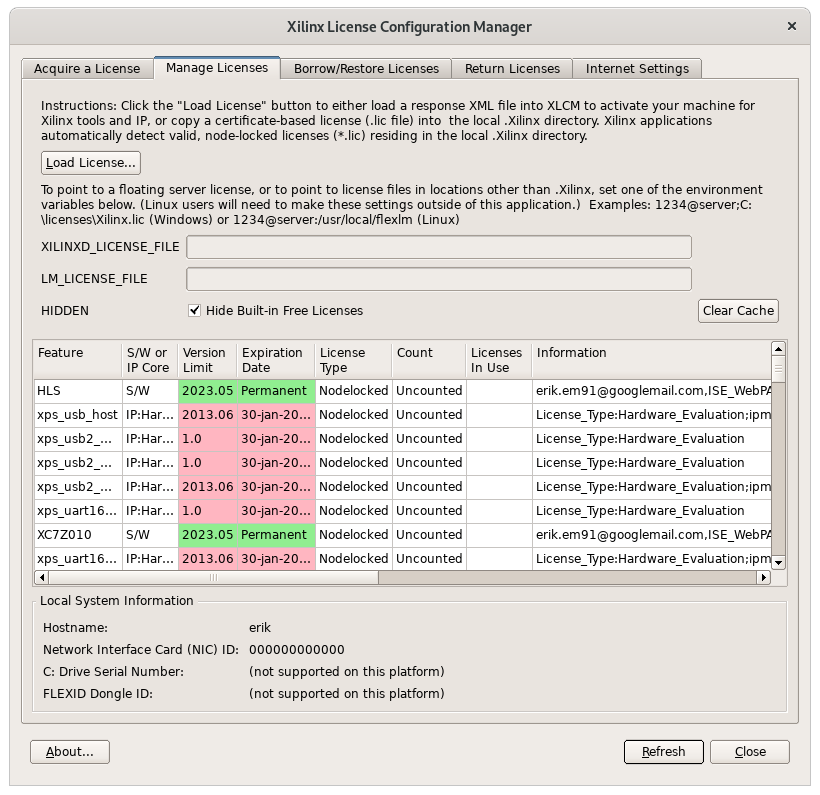 Xilinx License Configuration Manager
Acquire a License Manage Licenses Borrow/Restore Licenses Return Licenses Internet Settings
Instructions: Click the "Load License" button to either load a response XML file into XLCM to activate your machine for
Xilinx tools and IP, or copy a certificate-based license (.lic file) into  the local .Xilinx directory. Xilinx applications
automatically detect valid, node-locked licenses (*.lic) residing in the local .Xilinx directory.
Load License...
To point to a floating server license, or to point to license files in locations other than .Xilinx, set one of the environment
variables below. (Linux users will need to make these settings outside of this application.)  Examples: 1234@server;C:
\licenses\Xilinx.lic (Windows) or 1234@server:/usr/local/flexlm (Linux)
XILINXD_LICENSE_FILE
LM_LICENSE_FILE
HIDDEN Hide Built-in Free Licenses Clear Cache
Feature S/W or Version Expiration License Count Licenses Information
IP Core Limit Date Type In Use
HLS S/W 2023.05 Permanent Nodelocked Uncounted erik.em91@googlemail.com,ISE_WebPA
xps_usb_host IP:Har... 2013.06 30-jan-20... Nodelocked Uncounted License_Type:Hardware_Evaluation;ipm
xps_usb2_... IP:Har... 1.0 30-jan-20... Nodelocked Uncounted License_Type:Hardware_Evaluation
xps_usb2_... IP:Har... 1.0 30-jan-20... Nodelocked Uncounted License_Type:Hardware_Evaluation
xps_usb2_... IP:Har... 2013.06 30-jan-20... Nodelocked Uncounted License_Type:Hardware_Evaluation;ipm
xps_uart16... IP:Har... 1.0 30-jan-20... Nodelocked Uncounted License_Type:Hardware_Evaluation
XC7Z010 S/W 2023.05 Permanent Nodelocked Uncounted erik.em91@googlemail.com,ISE_WebPA
xps_uart16... IP:Har... 2013.06 30-jan-20... Nodelocked Uncounted License_Type:Hardware_Evaluation;ipm
Local System Information
Hostname: erik
Network Interface Card (NIC) ID: 000000000000
C: Drive Serial Number: (not supported on this platform)
FLEXID Dongle ID: (not supported on this platform)
About... Refresh Close